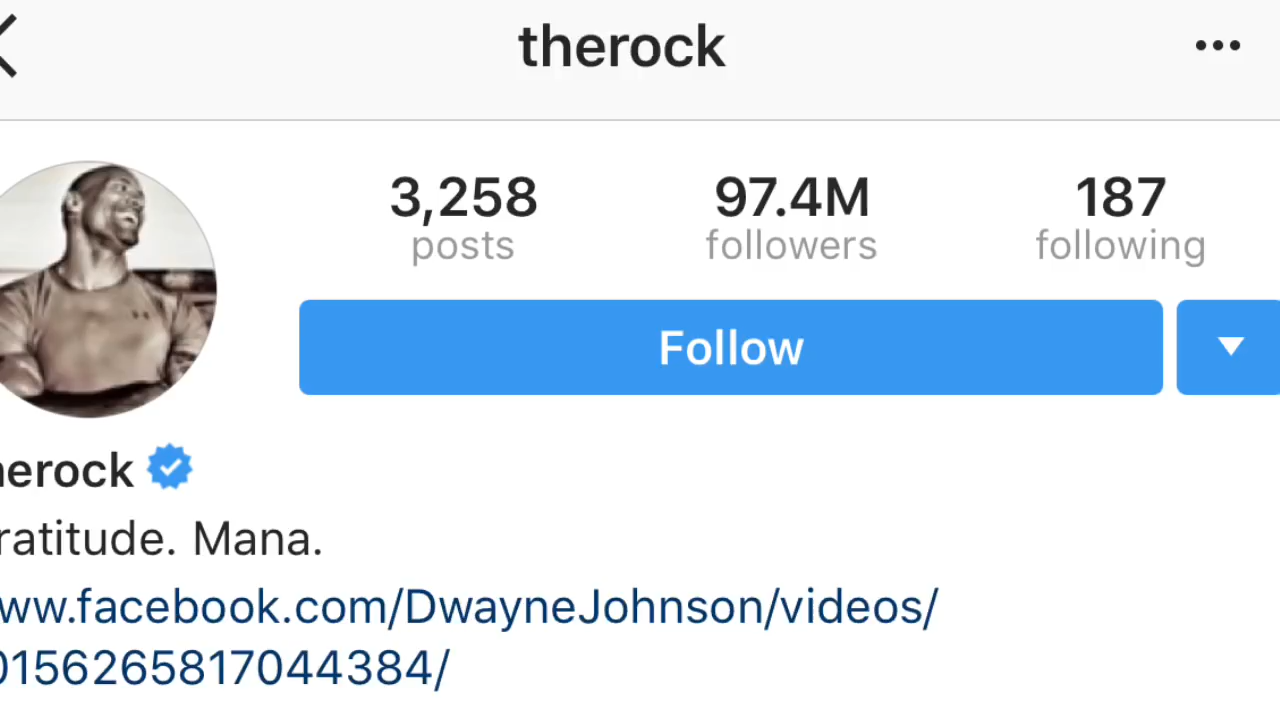 therock
3,258 97.4M 187
posts followers following
Follow
herock
ratitude. Mana.
ww.facebook.com/DwayneJohnson/videos/
0156265817044384/